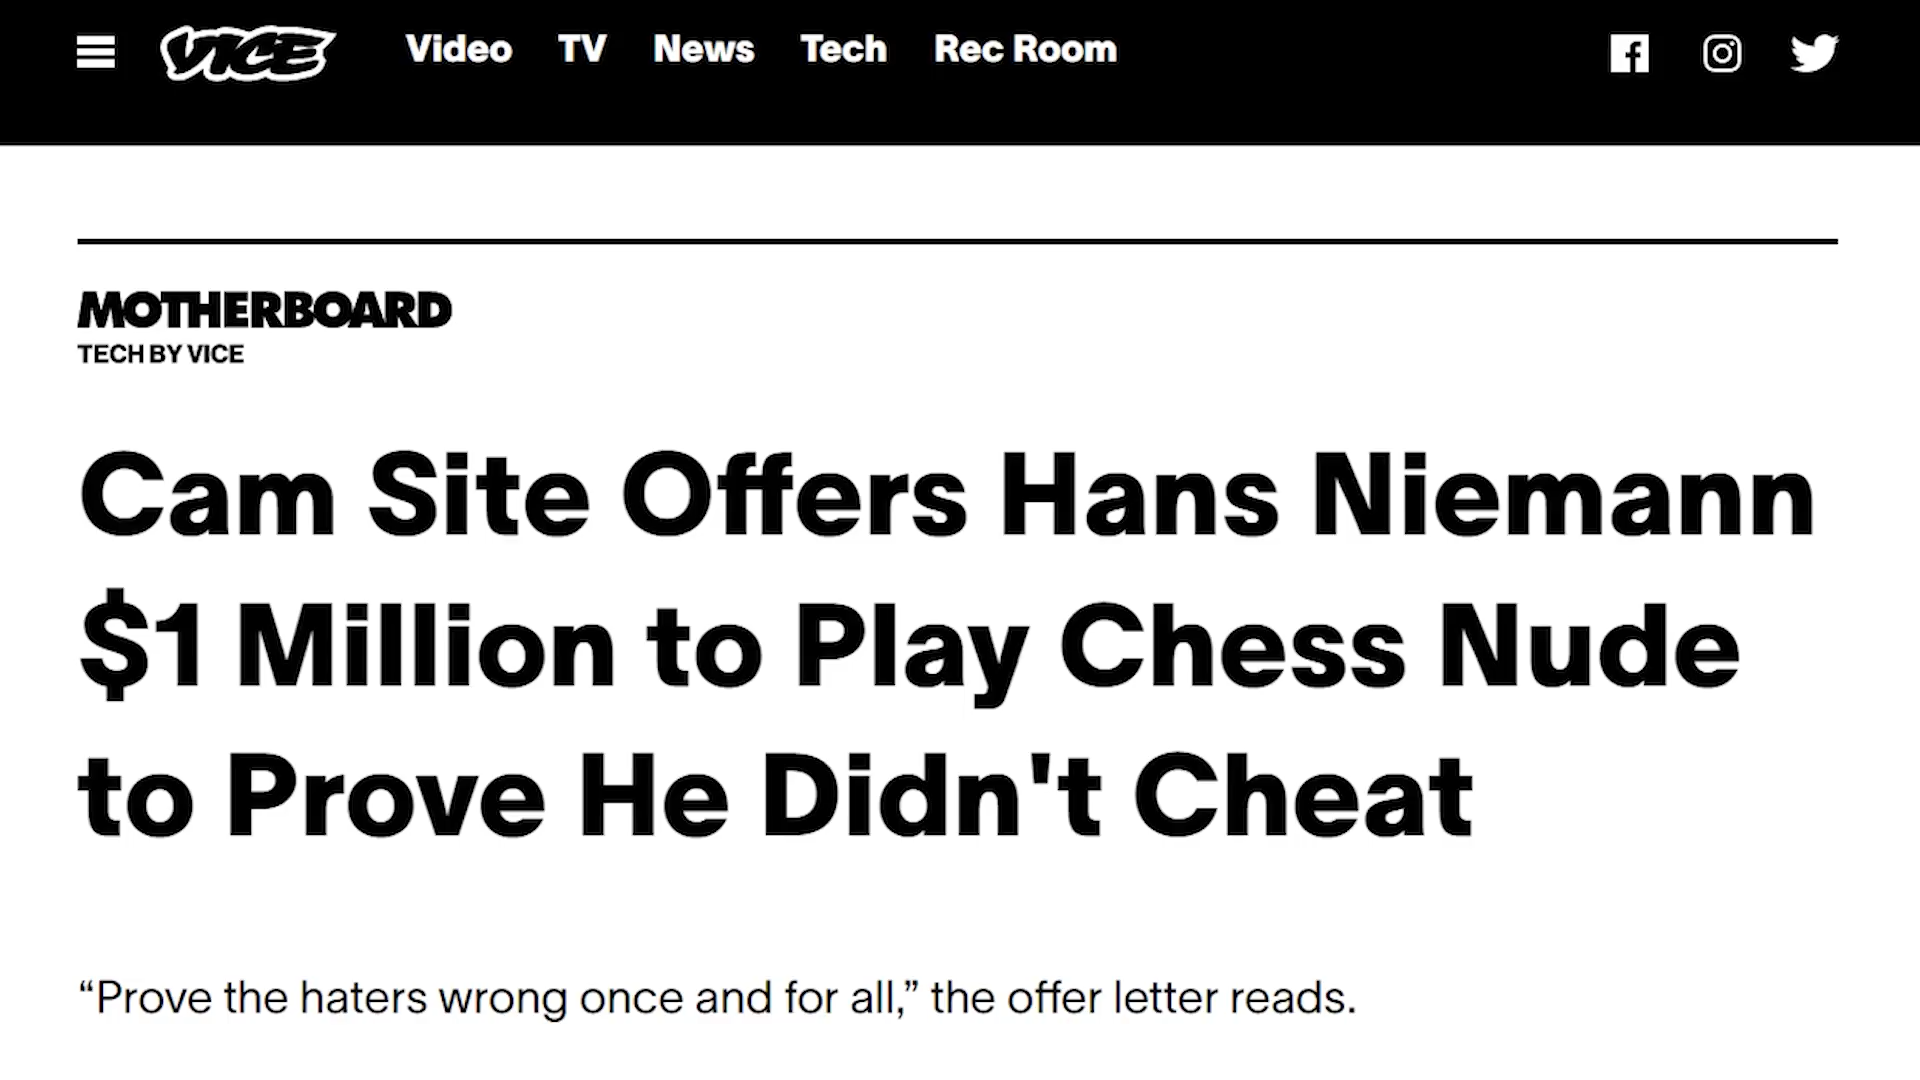 VICE Video TV News Tech Rec Room
MOTHERBOARD
TECH BY VICE
Cam Site Offers Hans Niemann
$1 Million to Play Chess Nude
to Prove He Didn't Cheat
“Prove the haters wrong once and for all,” the offer letter reads.